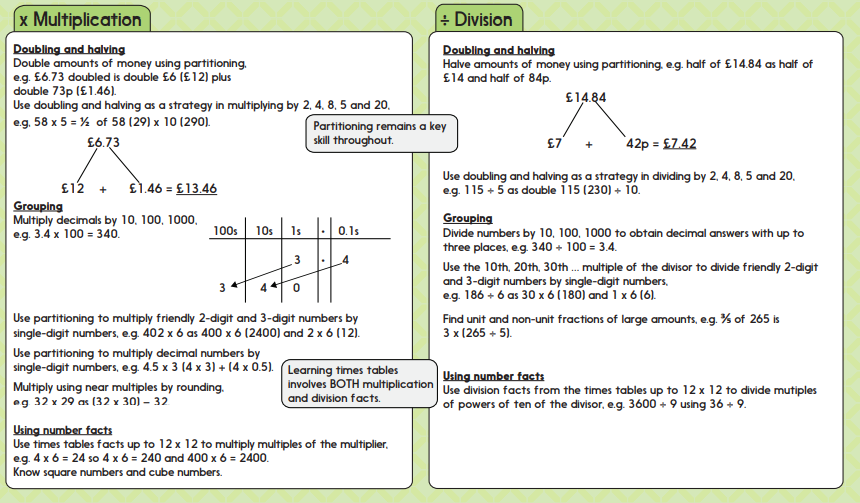 x Multiplication
Doubling and halving
Double amounts of money using partitioning,
e.g. £6.73 doubled is double £6 (£12) plus
double 73p (£1.46).
Use doubling and halving as a strategy in multiplying by 2, 4, 8, 5 and 20,
e.g, 58 x 5 = ½ of 58 (29) x 10 (290).
£6.73
£12 + £1.46 = £13.46
Partitioning remains a key
skill throughout.
Grouping
Multiply decimals by 10, 100, 1000,
e.g. 3.4 x 100 = 340.
100s 10s 1s • 0.1s
3 • 4
3 4 0
Use partitioning to multiply friendly 2-digit and 3-digit numbers by
single-digit numbers, e.g. 402 x 6 as 400 x 6 (2400) and 2 x 6 (12).
Use partitioning to multiply decimal numbers by
single-digit numbers, e.g. 4.5 x 3 (4 x 3) + (4 x 0.5).
Multiply using near multiples by rounding,
e.g. 32 x 29 as (32 x 30) – 32
Learning times tables
involves BOTH multiplication
and division facts.
Using number facts
Use times tables facts up to 12 x 12 to multiply multiples of the multiplier,
e.g. 4 x 6 = 24 so 4 x 6 = 240 and 400 x 6 = 2400.
Know square numbers and cube numbers.
÷ Division
Doubling and halving
Halve amounts of money using partitioning, e.g. half of £14.84 as half of
£14 and half of 84p.
£14.84
£7 + 42p = £7.42
Use doubling and halving as a strategy in dividing by 2, 4, 8, 5 and 20,
e.g. 115 ÷ 5 as double 115 (230) ÷ 10.
Grouping
Divide numbers by 10, 100, 1000 to obtain decimal answers with up to
three places, e.g. 340 ÷ 100 = 3.4.
Use the 10th, 20th, 30th ... multiple of the divisor to divide friendly 2-digit
and 3-digit numbers by single-digit numbers,
e.g. 186 ÷ 6 as 30 x 6 (180) and 1 x 6 (6).
Find unit and non-unit fractions of large amounts, e.g. ⅗ of 265 is
3 x (265 ÷ 5).
Using number facts
Use division facts from the times tables up to 12 x 12 to divide mutiples
of powers of ten of the divisor, e.g. 3600 ÷ 9 using 36 ÷ 9.